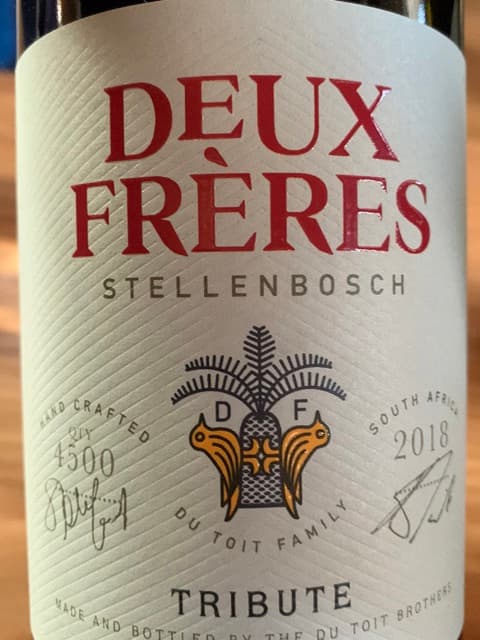 DEUX
FRÈRES
STELLENBOSCH
D F
HAND CRAFTED
QTY
4500
SOUTH AFRICA
2018
DU TOIT FAMILY
TRIBUTE
MADE AND BOTTLED BY THE DU TOIT BROTHERS